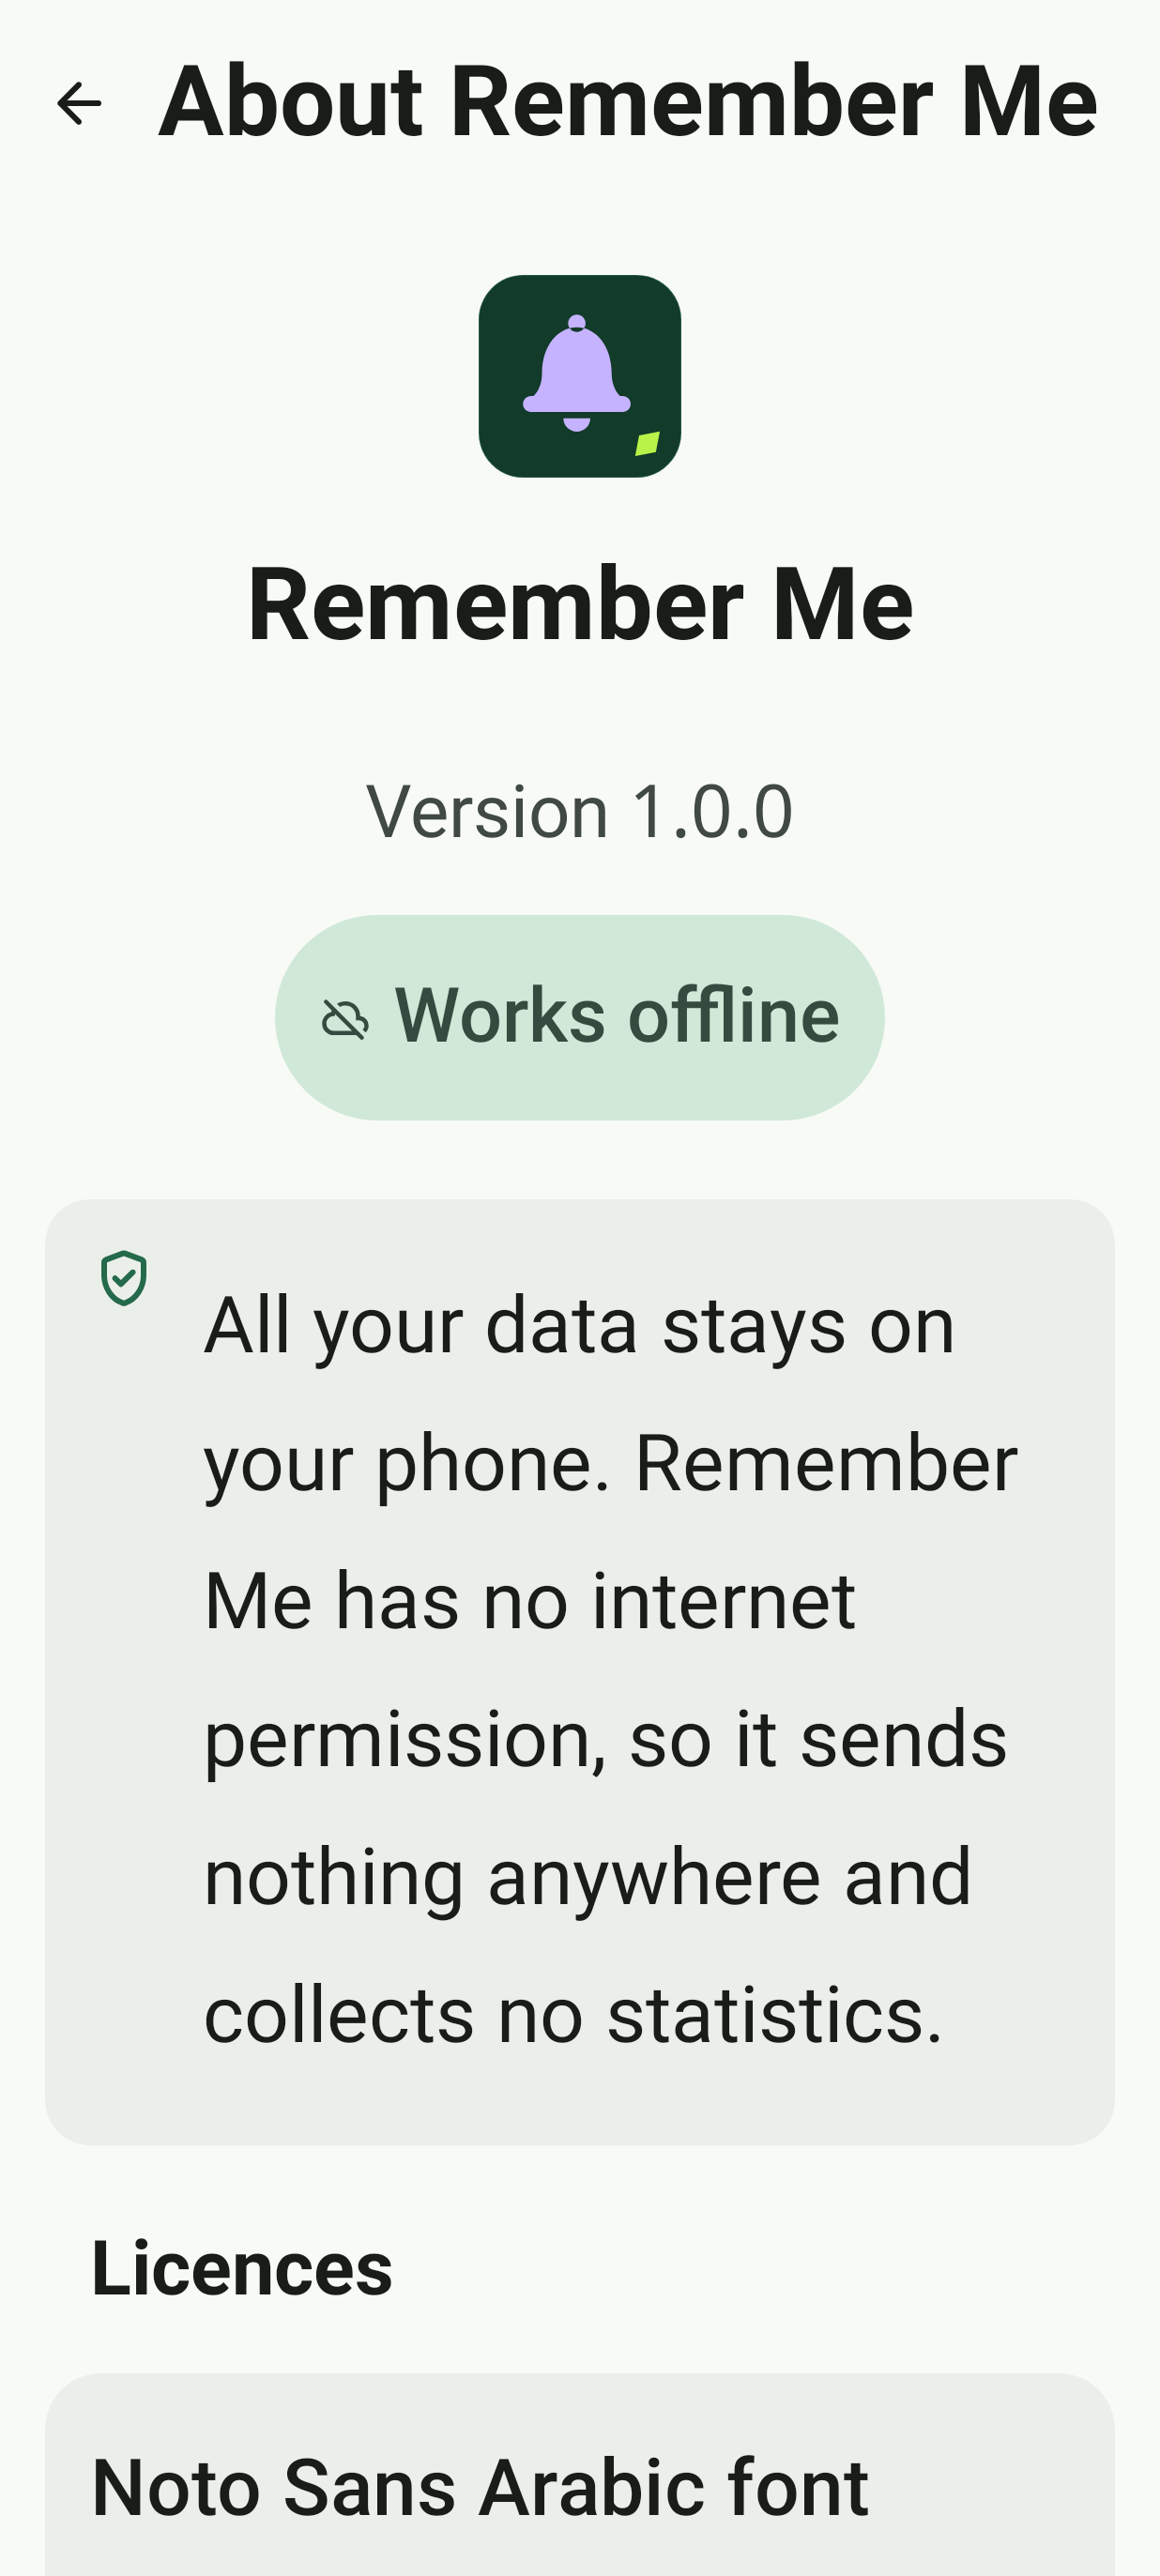 About Remember Me
Remember Me
Version 1.0.0
Works offline
All your data stays on
your phone. Remember
Me has no internet
permission, so it sends
nothing anywhere and
collects no statistics.
Licences
Noto Sans Arabic font